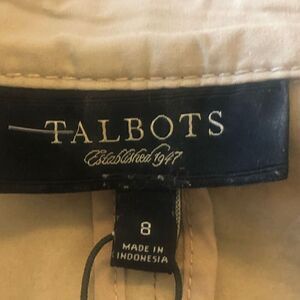 TALBOTS
Established 1947
8
MADE IN
INDONESIA